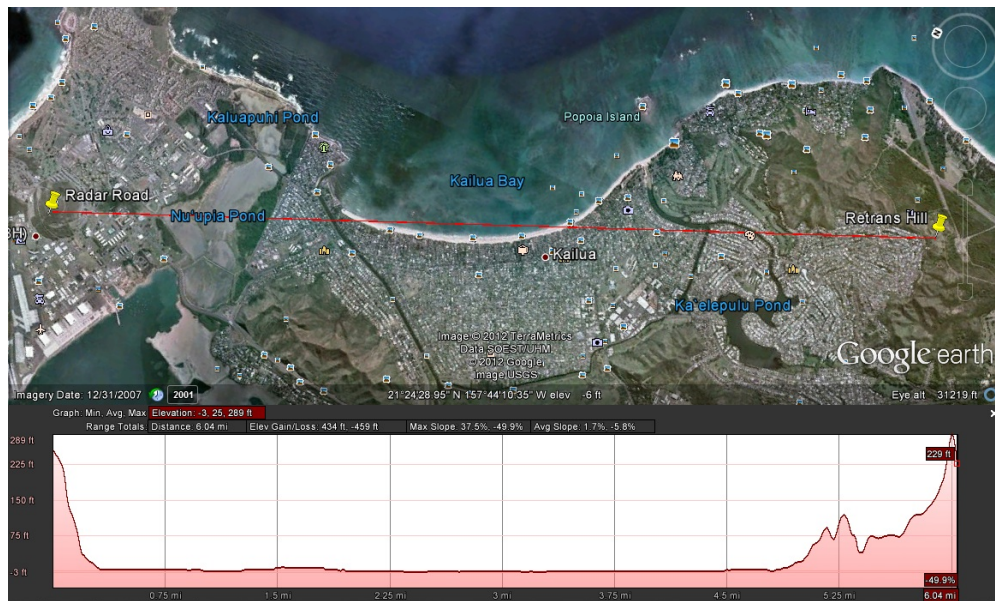 N
Kaluapuhi Pond
Popoia Island
Kailua Bay
Radar Road
Nu'upia Pond
Retrans Hill
Kailua
Ka'elepulu Pond
Image © 2012 TerraMetrics
Data SOEST/UHM
© 2012 Google
Image USGS
Google earth
Imagery Date: 12/31/2007 2001 21°24'28.95" N 157°44'10.35" W elev -6 ft Eye alt 31219 ft
Graph: Min, Avg, Max Elevation: -3, 25, 289 ft
Range Totals: Distance: 6.04 mi Elev Gain/Loss: 434 ft, -459 ft Max Slope: 37.5%, -49.9% Avg Slope: 1.7%, -5.8%
289 ft
229 ft
225 ft
150 ft
75 ft
-3 ft
-49.9%
0.75 mi 1.5 mi 2.25 mi 3 mi 3.75 mi 4.5 mi 5.25 mi 6.04 mi